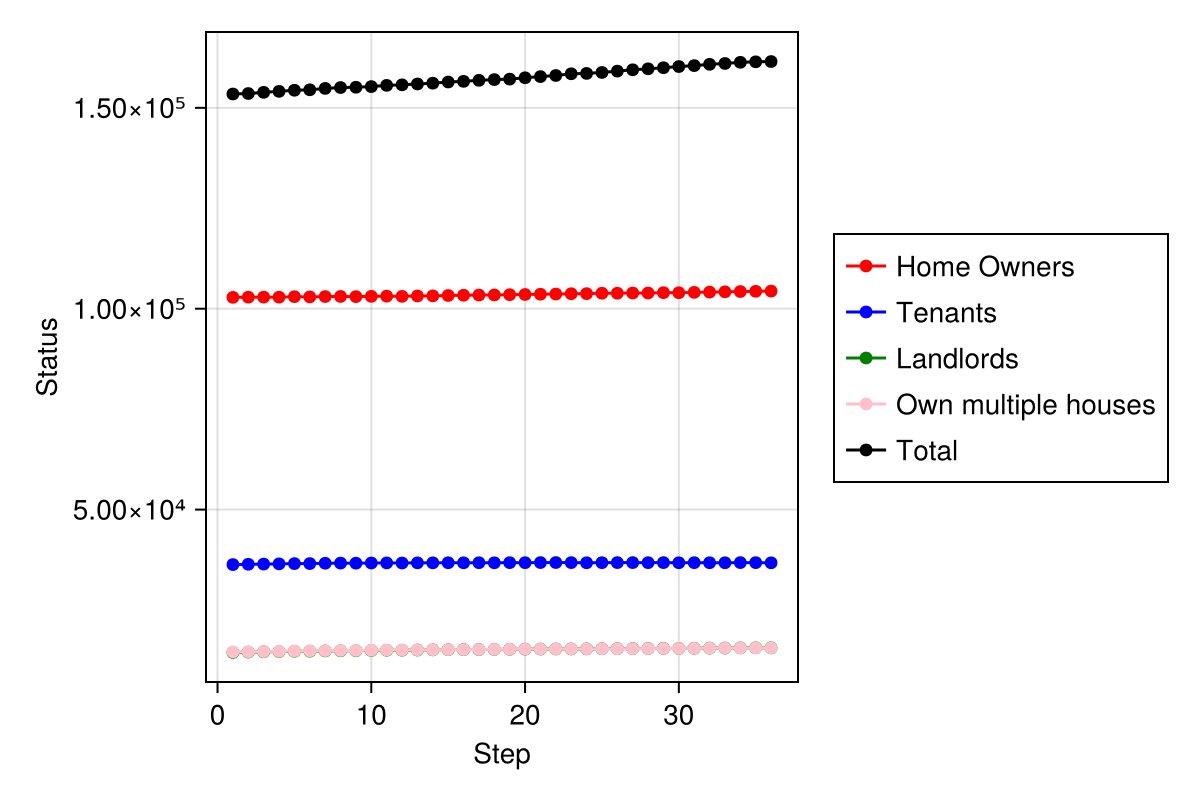 1.50×10⁵
1.00×10⁵
5.00×10⁴
Status
0 10 20 30
Step
Home Owners
Tenants
Landlords
Own multiple houses
Total